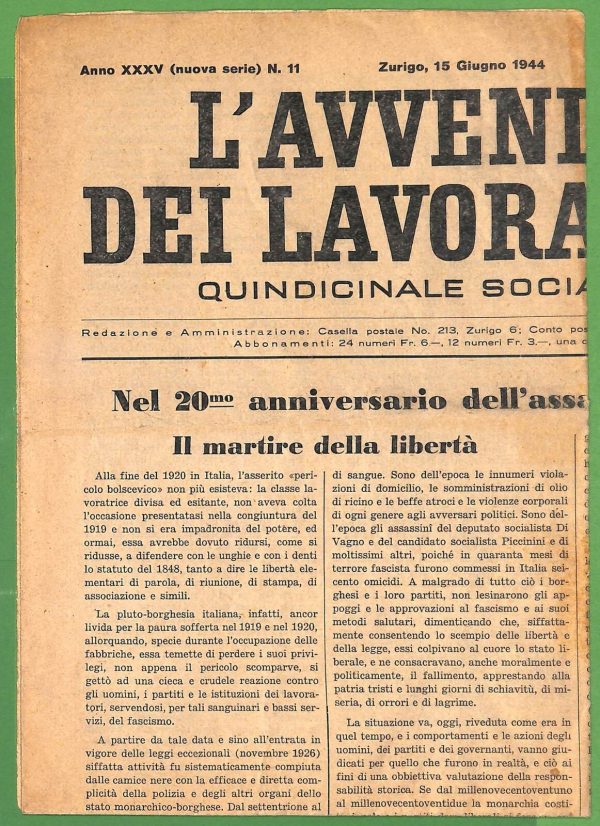 Anno XXXV (nuova serie) N. 11
Zurigo, 15 Giugno 1944
L'AVVENI
DEI LAVORA
QUINDICINALE SOCIA
Redazione e Amministrazione: Casella postale No. 213, Zurigo 6; Conto pos
Abbonamenti: 24 numeri Fr. 6.—, 12 numeri Fr. 3.—, una c
Nel 20mo anniversario dell'assa
Il martire della libertà
Alla fine del 1920 in Italia, l'asserito «peri-
colo bolscevico» non più esisteva: la classe la-
voratrice divisa ed esitante, non aveva colta
l'occasione presentatasi nella congiuntura del
1919 e non si era impadronita del potère, ed
ormai, essa avrebbe dovuto ridursi, come si
ridusse, a difendere con le unghie e con i denti
lo statuto del 1848, tanto a dire le libertà ele-
mentari di parola, di riunione, di stampa, di
associazione e simili.
La pluto-borghesia italiana, infatti, ancor
livida per la paura sofferta nel 1919 e nel 1920,
allorquando, specie durante l'occupazione delle
fabbriche, essa temette di perdere i suoi privi-
legi, non appena il pericolo scomparve, si
gettò ad una cieca e crudele reazione contro
gli uomini, i partiti e le istituzioni dei lavora-
tori, servendosi, per tali sanguinari e bassi ser-
vizi, del fascismo.
A partire da tale data e sino all'entrata in
vigore delle leggi eccezionali (novembre 1926)
siffatta attività fu sistematicamente compiuta
dalle camice nere con la efficace e diretta com-
plicità della polizia e degli altri organi dello
stato monarchico-borghese. Dal settentrione al
di sangue. Sono dell'epoca le innumeri viola-
zioni di domicilio, le somministrazioni di olio
di ricino e le beffe atroci e le violenze corporali
di ogni genere agli avversari politici. Sono del-
l'epoca gli assassini del deputato socialista Di
Vagno e del candidato socialista Piccinini e di
moltissimi altri, poiché in quaranta mesi di
terrore fascista furono commessi in Italia sei-
cento omicidi. A malgrado di tutto ciò i bor-
ghesi e i loro partiti, non lesinarono gli ap-
poggi e le approvazioni al fascismo e ai suoi
metodi salutari, dimenticando che, siffatta-
mente consentendo lo scempio delle libertà e
della legge, essi colpivano al cuore lo stato li-
berale, e ne consacravano, anche moralmente e
politicamente, il fallimento, apprestando alla
patria tristi e lunghi giorni di schiavitù, di mi-
seria, di orrori e di lagrime.
La situazione va, oggi, riveduta come era in
quel tempo, e i comportamenti e le azioni degli
uomini, dei partiti e dei governanti, vanno giu-
dicati per quello che furono in realtà, e ciò ai
fini di una obbiettiva valutazione della respon-
sabilità storica. Se dal millenovecentoventuno
al millenovecentoventidue la monarchia costi-